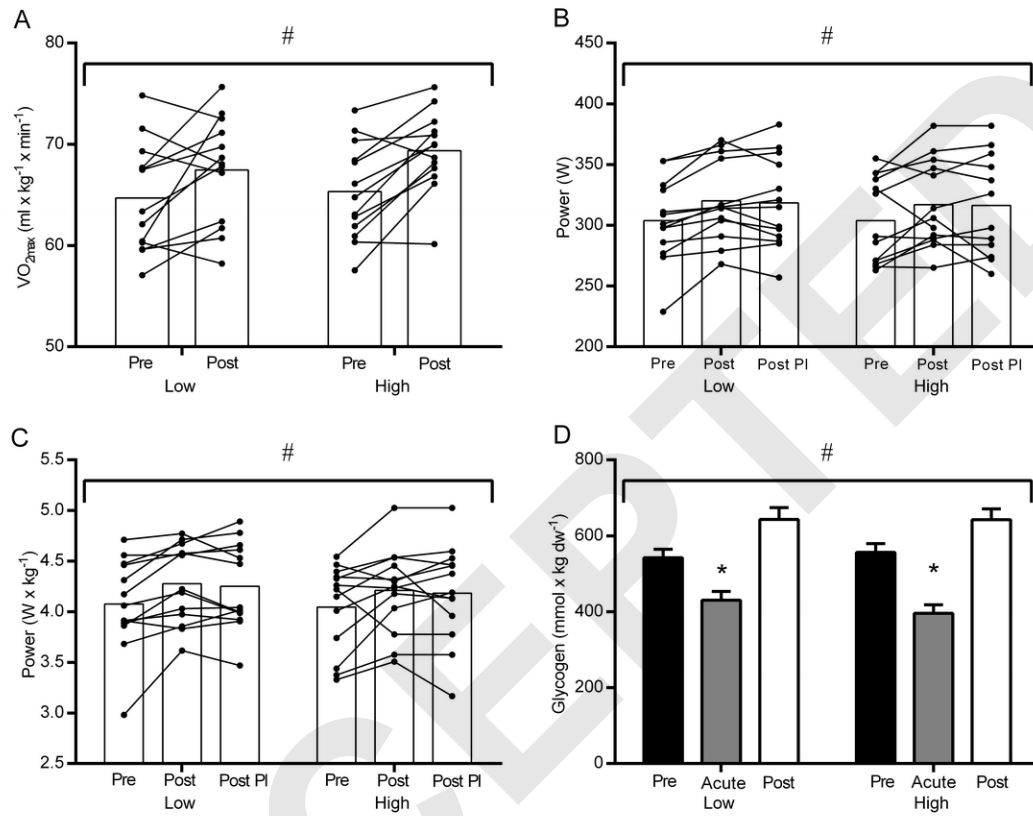 A
#
VO2max (ml x kg-1 x min-1)
80
70
60
50
Pre Post Pre Post
Low High
B
#
Power (W)
450
400
350
300
250
200
Pre Post Post PI Pre Post Post PI
Low High
C
#
Power (W x kg-1)
5.5
5.0
4.5
4.0
3.5
3.0
2.5
Pre Post Post PI Pre Post Post PI
Low High
D
#
Glycogen (mmol x kg dw-1)
800
600
400
200
0
* *
Pre Acute Post Pre Acute Post
Low High